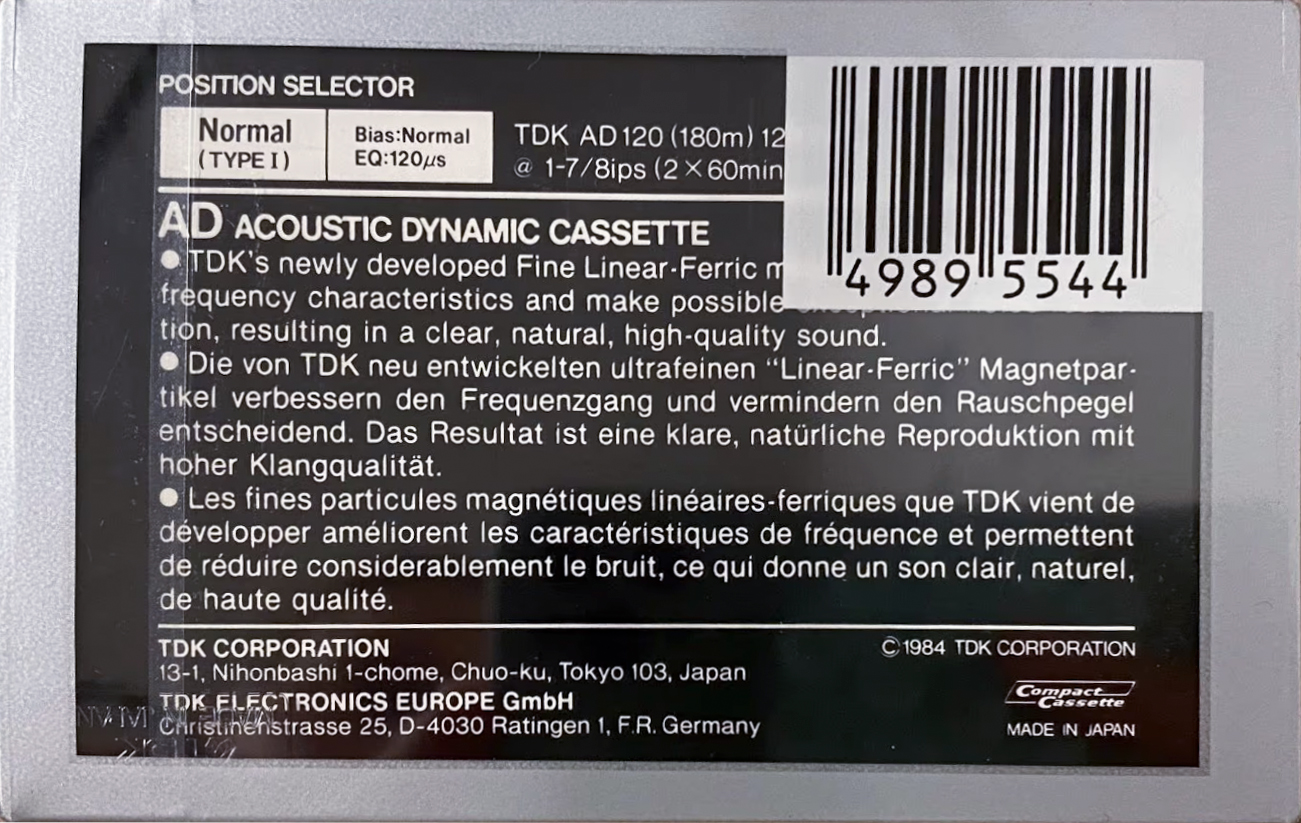 POSITION SELECTOR
Normal
(TYPE I)
Bias:Normal
EQ:120μs
TDK AD 120 (180m) 12
@ 1-7/8ips (2 × 60min
4989 5544
AD ACOUSTIC DYNAMIC CASSETTE
● TDK's newly developed Fine Linear-Ferric m
frequency characteristics and make possible
tion, resulting in a clear, natural, high-quality sound.
● Die von TDK neu entwickelten ultrafeinen “Linear-Ferric” Magnetpar-
tikel verbessern den Frequenzgang und vermindern den Rauschpegel
entscheidend. Das Resultat ist eine klare, natürliche Reproduktion mit
hoher Klangqualität.
● Les fines particules magnétiques linéaires-ferriques que TDK vient de
développer améliorent les caractéristiques de fréquence et permettent
de réduire considerablement le bruit, ce qui donne un son clair, naturel,
de haute qualité.
TDK CORPORATION
13-1, Nihonbashi 1-chome, Chuo-ku, Tokyo 103, Japan
TDK ELECTRONICS EUROPE GmbH
Christinenstrasse 25, D-4030 Ratingen 1, F.R. Germany
©1984 TDK CORPORATION
Compact
Cassette
MADE IN JAPAN